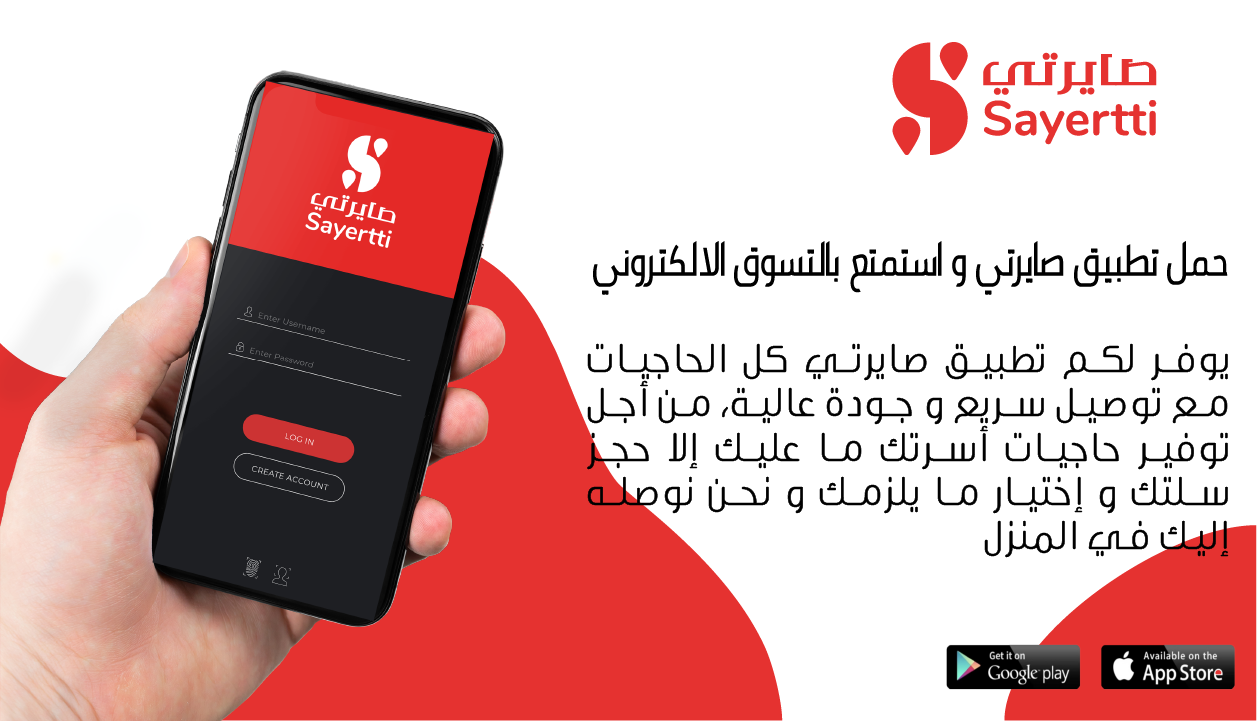 صايرتي
Sayertti
حمل تطبيق صايرتي و استمتع بالتسوق الالكتروني
يوفر لكم تطبيق صايرتي كل الحاجيات
مع توصيل سريع و جودة عالية، من أجل
توفير حاجيات أسرتك ما عليك إلا حجز
سلتك و إختيار ما يلزمك و نحن نوصله
إليك في المنزل
Get it on
Google play
Available on the
App Store
صايرتي
Sayertti
Enter Username
Enter Password
LOG IN
CREATE ACCOUNT